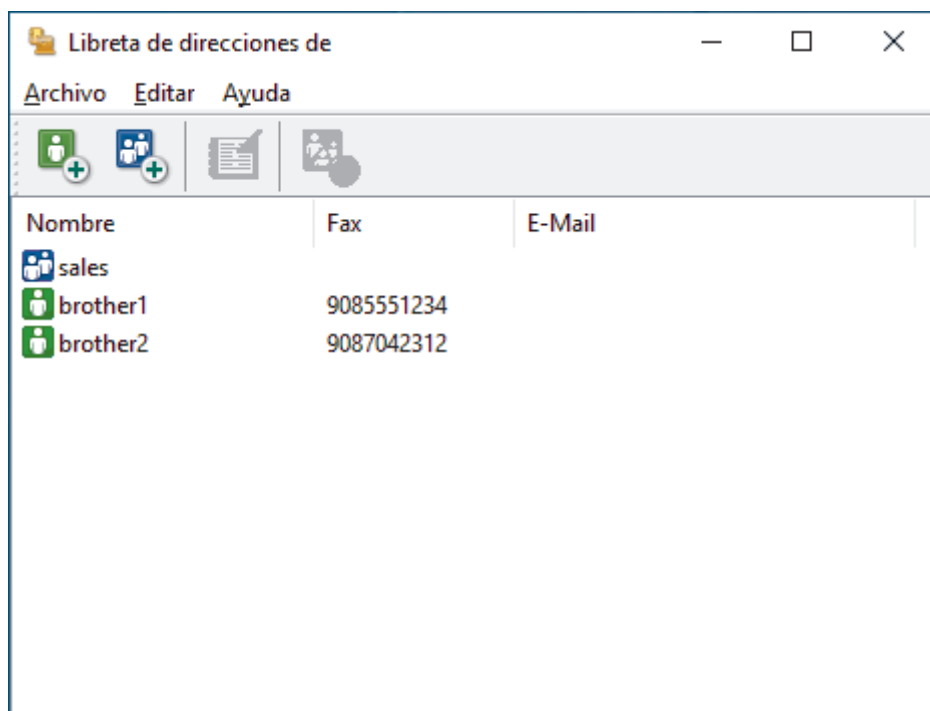 Libreta de direcciones de
Archivo Editar Ayuda
Nombre Fax E-Mail
sales
brother1 9085551234
brother2 9087042312